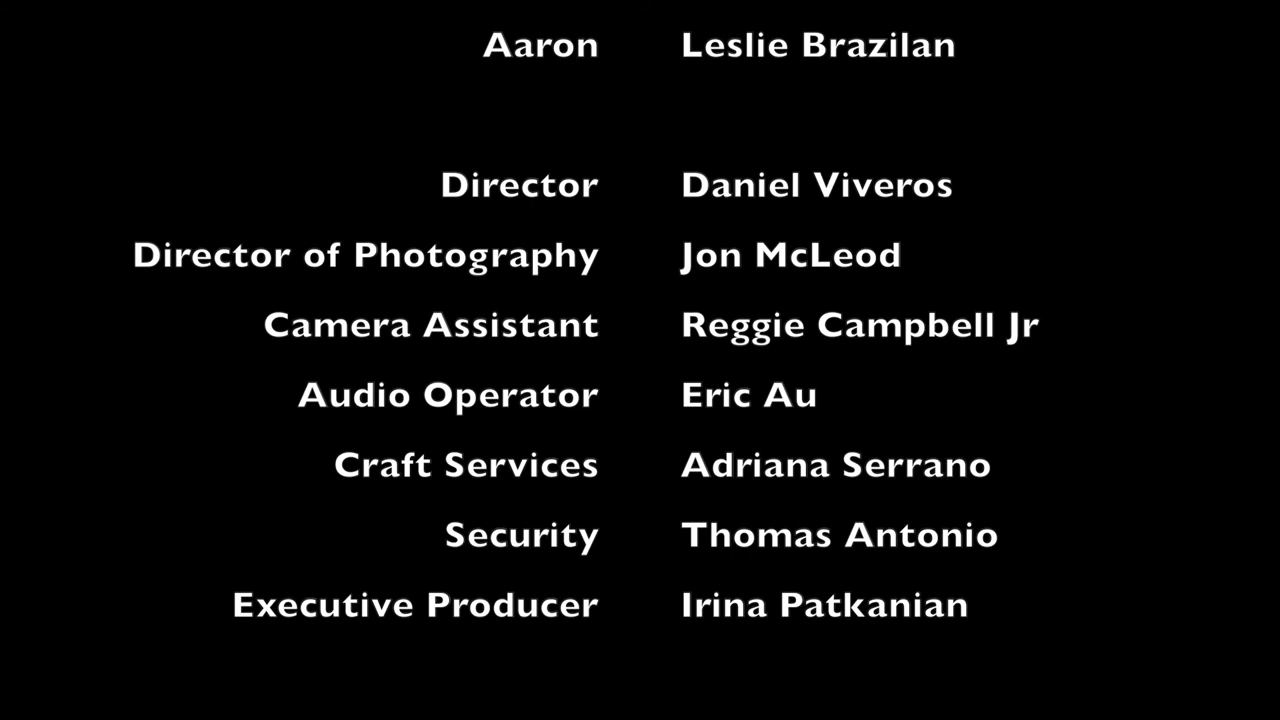 Aaron Leslie Brazilan
Director Daniel Viveros
Director of Photography Jon McLeod
Camera Assistant Reggie Campbell Jr
Audio Operator Eric Au
Craft Services Adriana Serrano
Security Thomas Antonio
Executive Producer Irina Patkanian